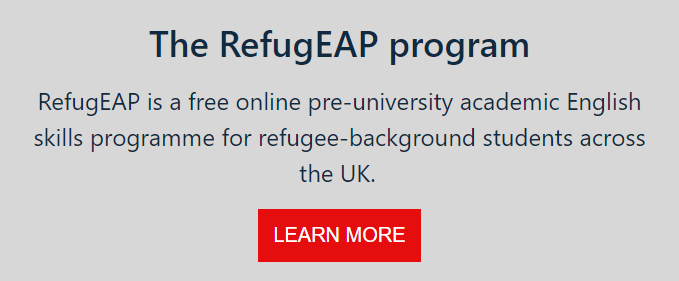 The RefugEAP program
RefugEAP is a free online pre-university academic English
skills programme for refugee-background students across
the UK.
LEARN MORE